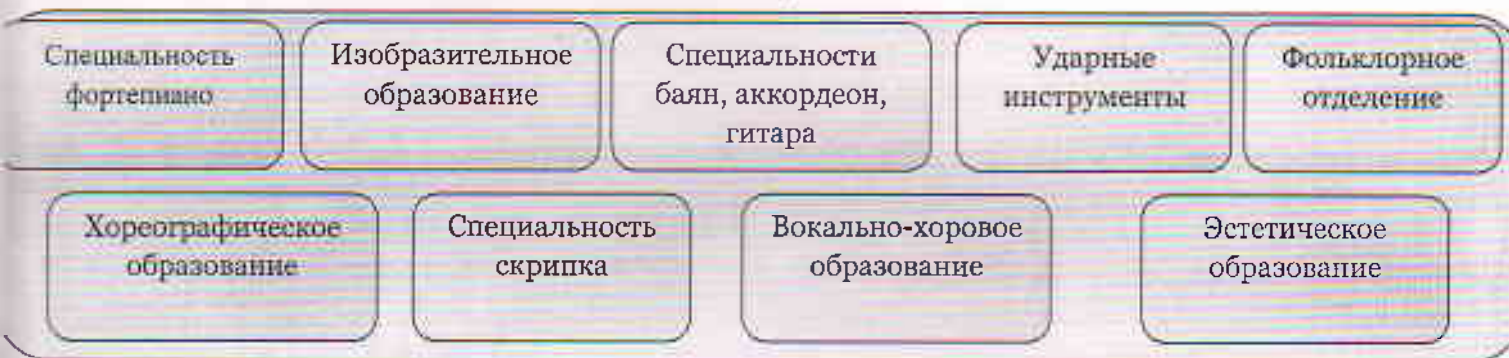 Специальность
фортепиано
Изобразительное
образование
Специальности
баян, аккордеон,
гитара
Ударные
инструменты
Фольклорное
отделение
Хореографическое
образование
Специальность
скрипка
Вокально-хоровое
образование
Эстетическое
образование